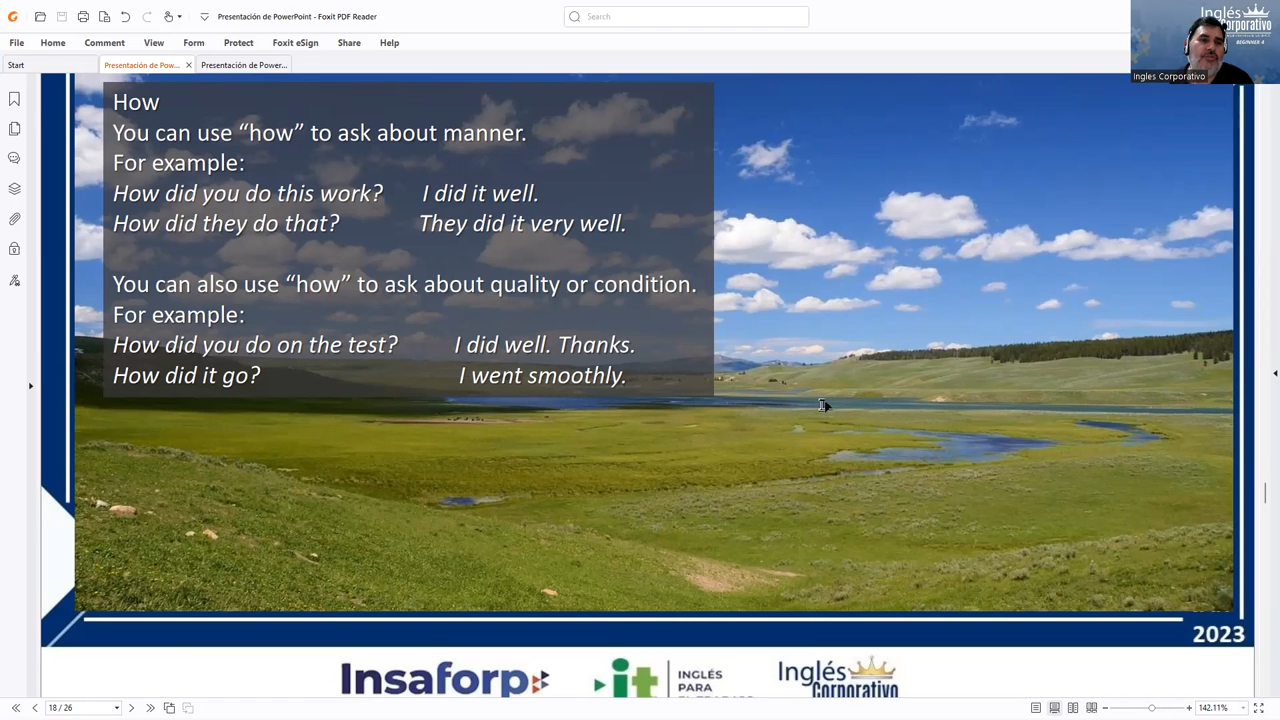 Presentación de PowerPoint - Foxit PDF Reader
Search
File Home Comment View Form Protect Foxit eSign Share Help
Start
Presentación de Pow...
Presentación de Power...
Inglés
Corporativo
BEGINNER 4
Ingles Corporativo
How
You can use “how” to ask about manner.
For example:
How did you do this work? I did it well.
How did they do that? They did it very well.
You can also use “how” to ask about quality or condition.
For example:
How did you do on the test? I did well. Thanks.
How did it go? I went smoothly.
2023
Insaforp
it
INGLÉS
PARA
Inglés
Corporativo
18 / 26
142.11%